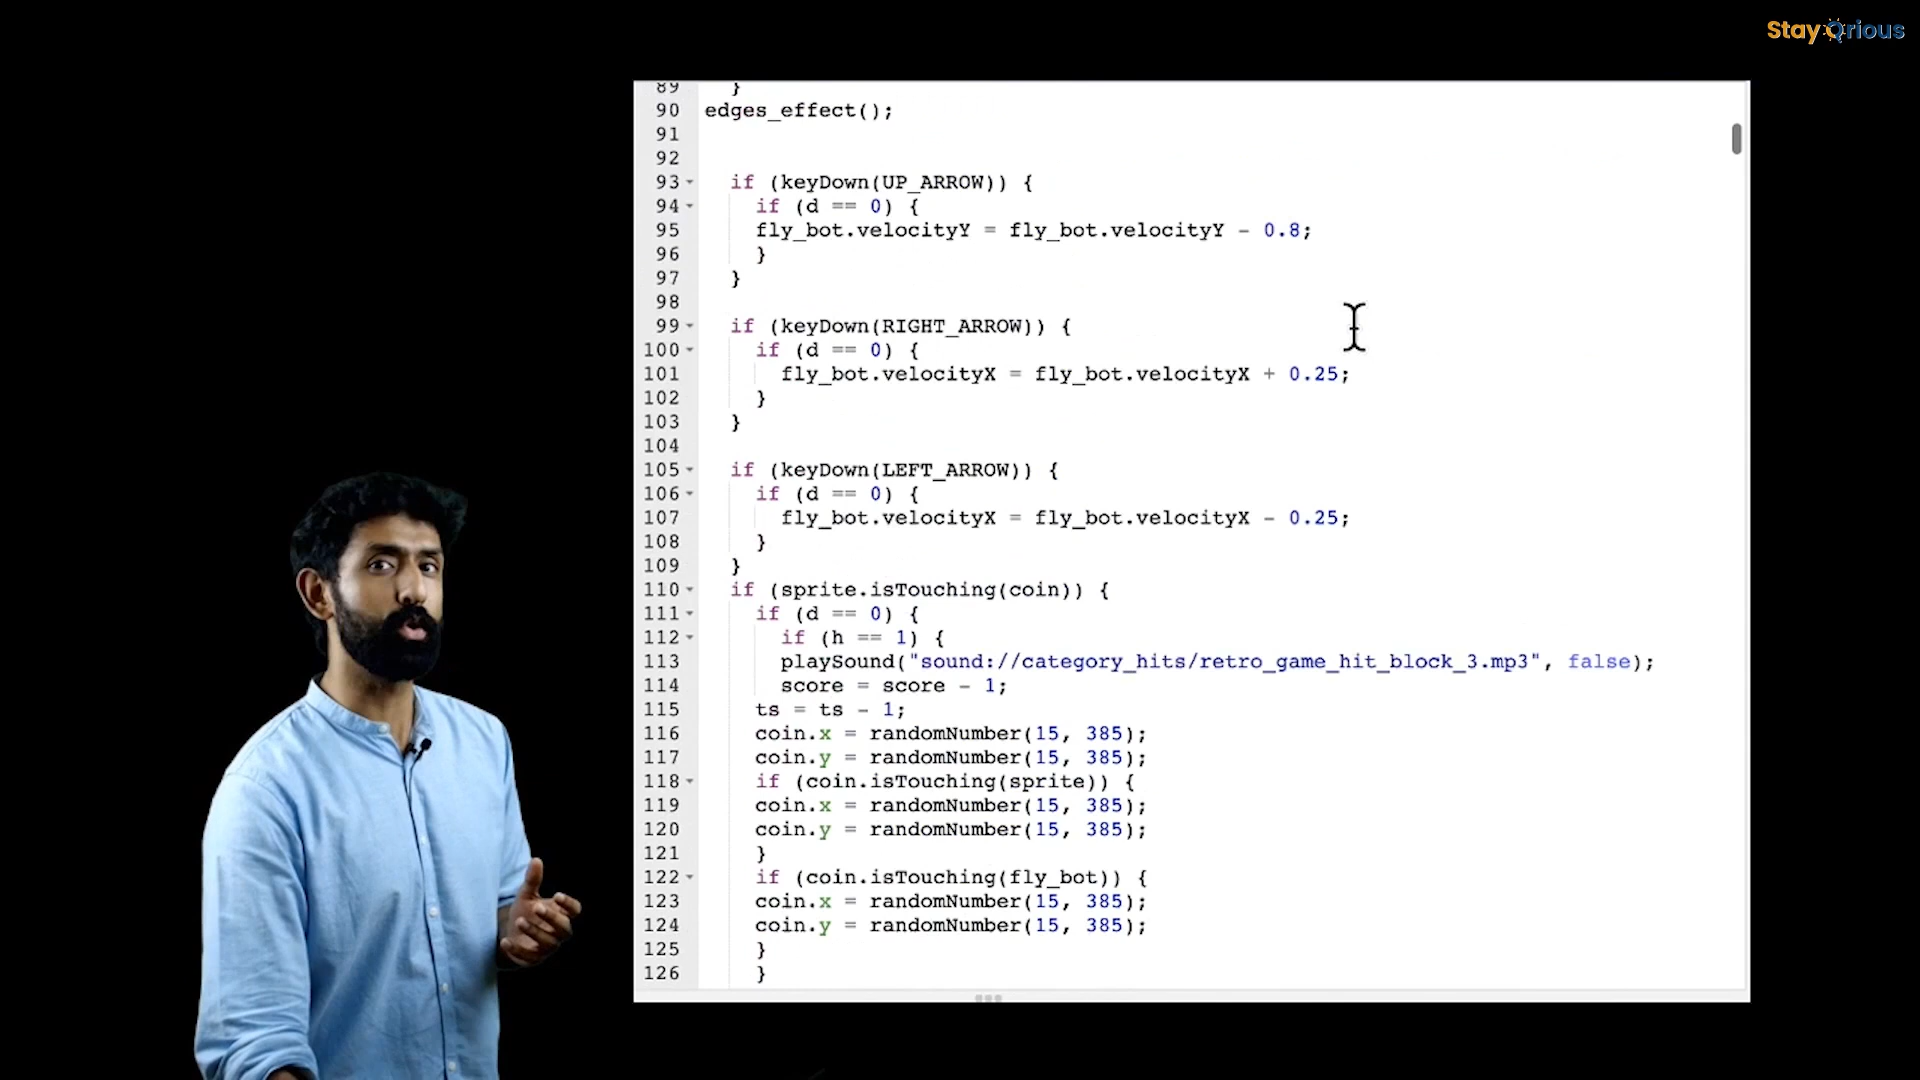 StayQrious
89 }
90 edges_effect();
91
92
93 if (keyDown(UP_ARROW)) {
94 if (d == 0) {
95 fly_bot.velocityY = fly_bot.velocityY - 0.8;
96 }
97 }
98
99 if (keyDown(RIGHT_ARROW)) {
100 if (d == 0) {
101 fly_bot.velocityX = fly_bot.velocityX + 0.25;
102 }
103 }
104
105 if (keyDown(LEFT_ARROW)) {
106 if (d == 0) {
107 fly_bot.velocityX = fly_bot.velocityX - 0.25;
108 }
109 }
110 if (sprite.isTouching(coin)) {
111 if (d == 0) {
112 if (h == 1) {
113 playSound("sound://category_hits/retro_game_hit_block_3.mp3", false);
114 score = score - 1;
115 ts = ts - 1;
116 coin.x = randomNumber(15, 385);
117 coin.y = randomNumber(15, 385);
118 if (coin.isTouching(sprite)) {
119 coin.x = randomNumber(15, 385);
120 coin.y = randomNumber(15, 385);
121 }
122 if (coin.isTouching(fly_bot)) {
123 coin.x = randomNumber(15, 385);
124 coin.y = randomNumber(15, 385);
125 }
126 }